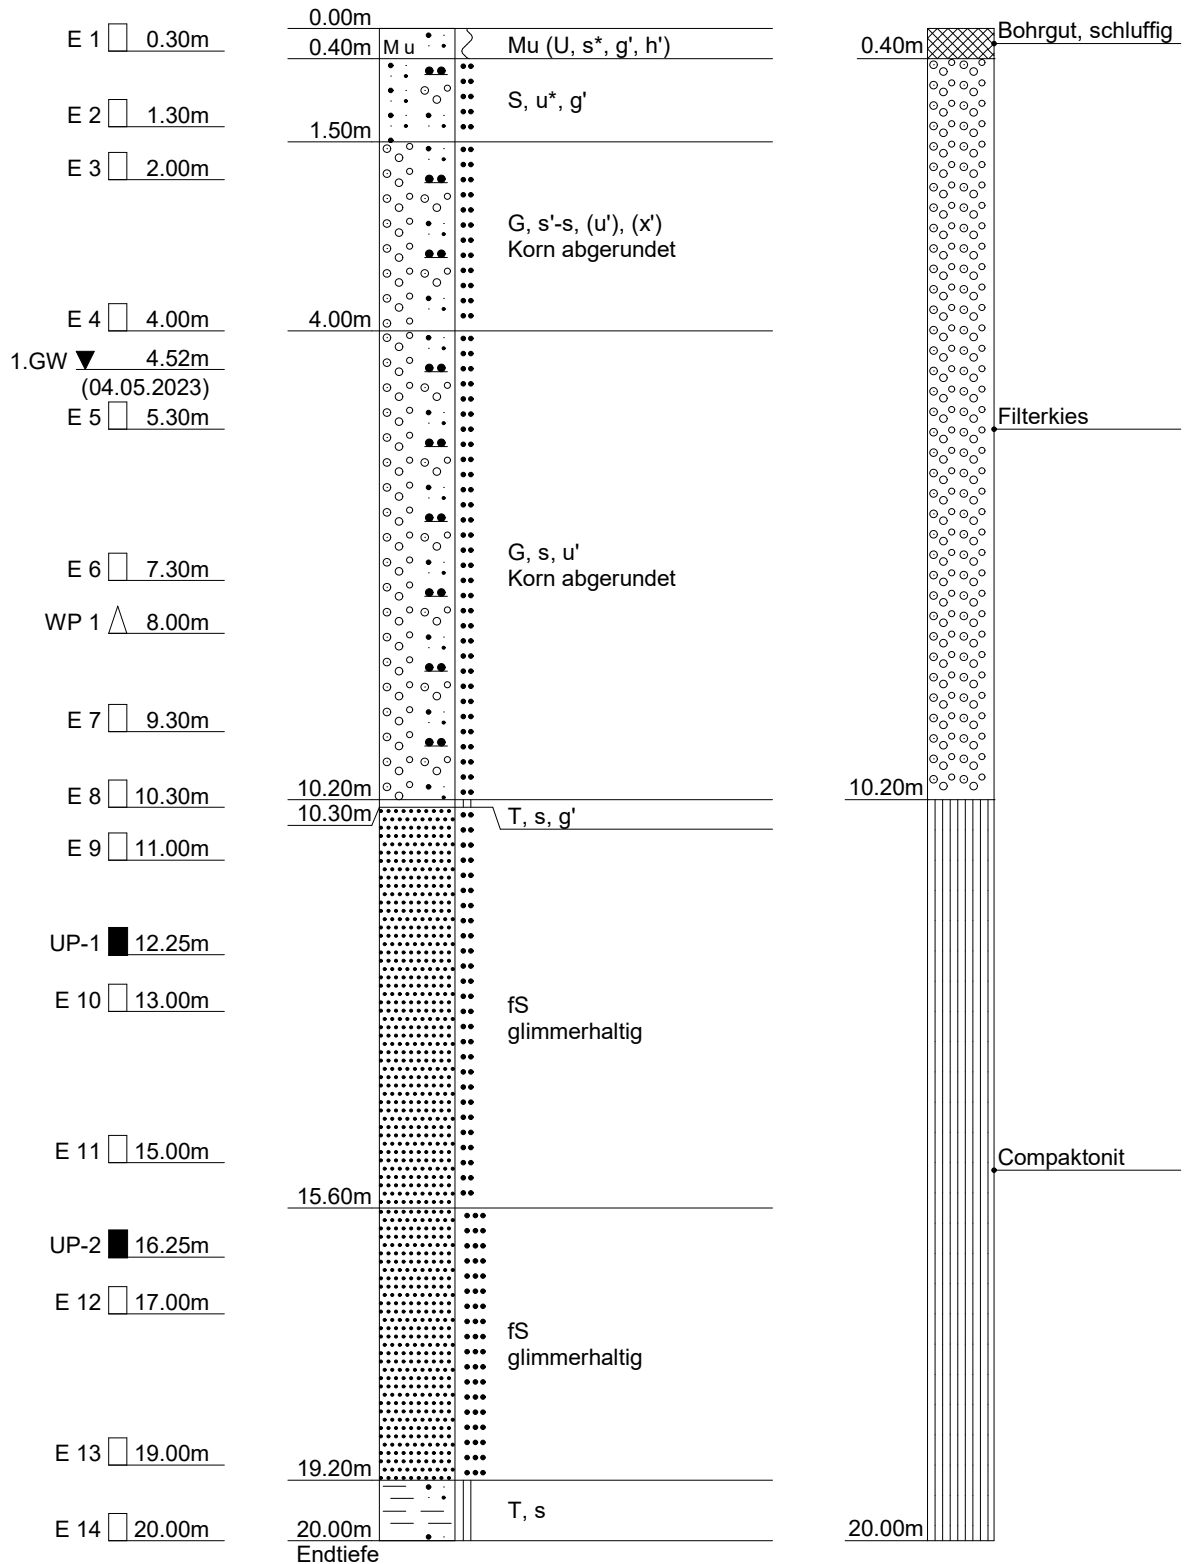 0.00m
E 1 0.30m
0.40m
Mu
Mu (U, s*, g', h')
0.40m
Bohrgut, schluffig
E 2 1.30m
S, u*, g'
1.50m
E 3 2.00m
G, s'-s, (u'), (x')
Korn abgerundet
E 4 4.00m
4.00m
1.GW 4.52m
(04.05.2023)
E 5 5.30m
Filterkies
E 6 7.30m
G, s, u'
Korn abgerundet
WP 1 8.00m
E 7 9.30m
E 8 10.30m
10.20m
10.30m
T, s, g'
10.20m
E 9 11.00m
UP-1 12.25m
E 10 13.00m
fS
glimmerhaltig
E 11 15.00m
Compaktonit
15.60m
UP-2 16.25m
E 12 17.00m
fS
glimmerhaltig
E 13 19.00m
19.20m
T, s
E 14 20.00m
20.00m
Endtiefe
20.00m